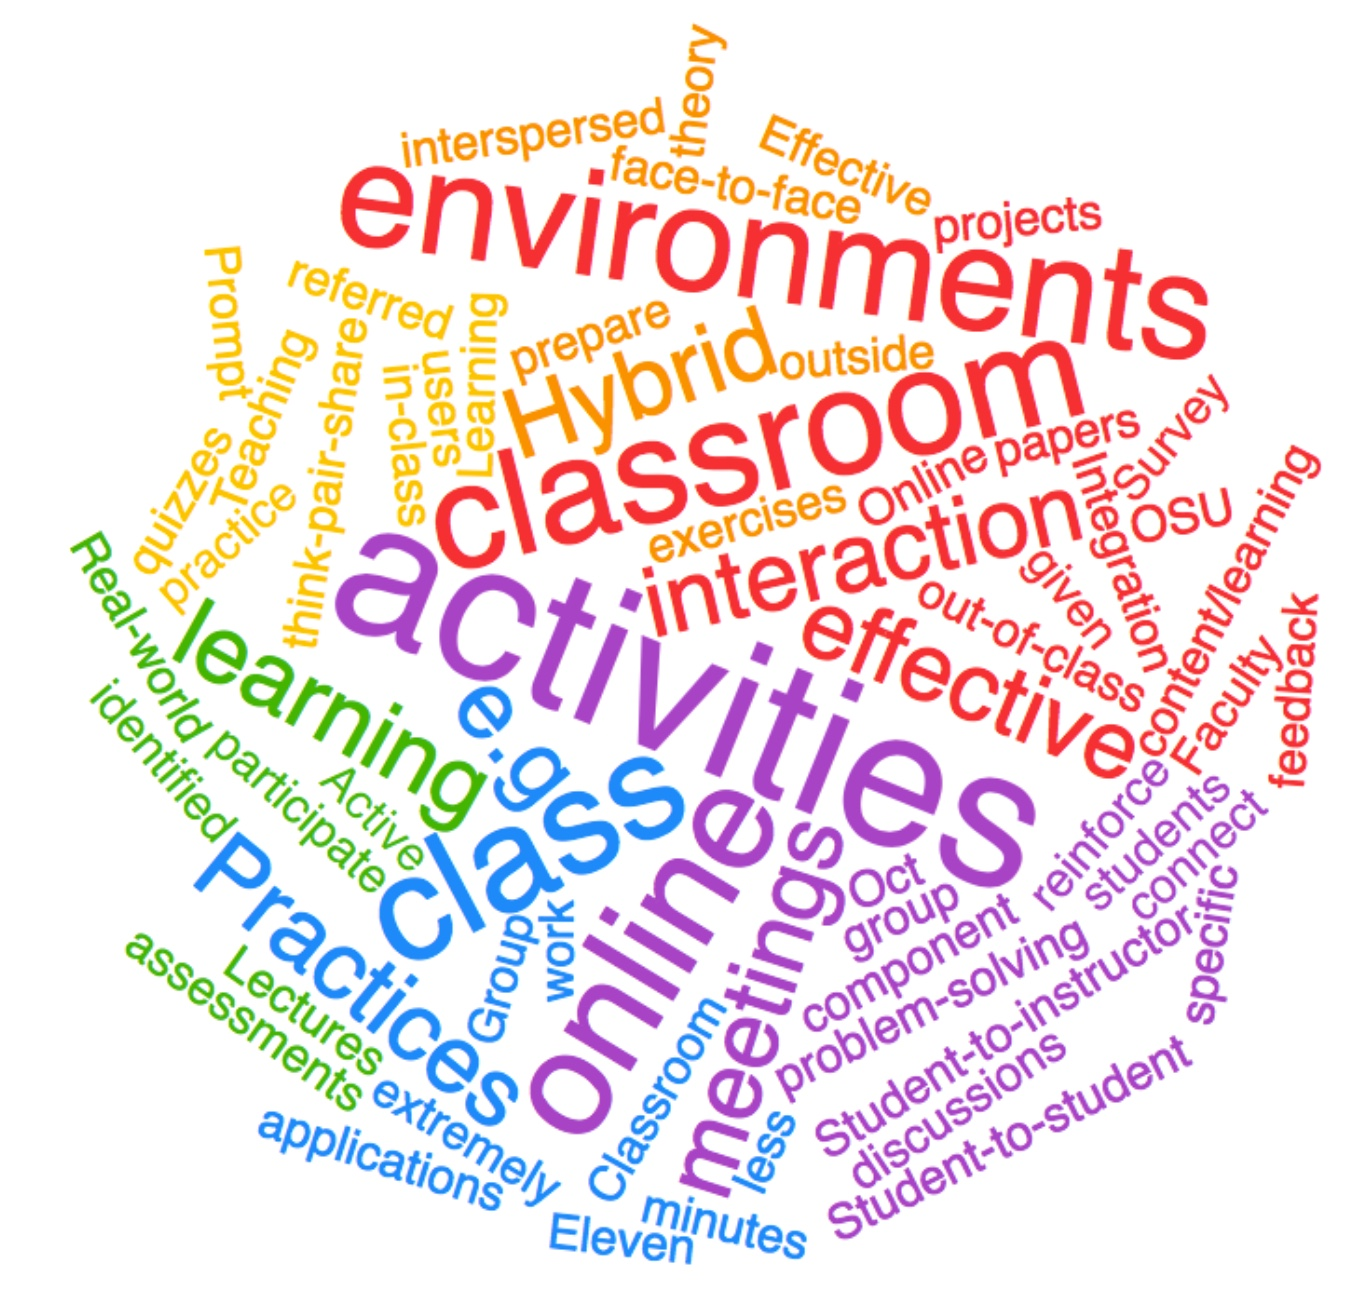 theory
interspersed
Effective
face-to-face
environments
projects
Prompt
referred
Learning
prepare
Hybrid
outside
Teaching
think-pair-share
in-class
users
classroom
papers
Survey
quizzes
practice
exercises
Online
Integration
OSU
content/learning
interaction
given
activities
Real-world
learning
out-of-class
effective
Faculty
feedback
identified
participate
Active
e.g
class
reinforce
students
connect
specific
Practices
online
meetings
Oct
group
component
problem-solving
Student-to-instructor
discussions
Student-to-student
Group
work
Lectures
assessments
extremely
applications
Classroom
less
minutes
Eleven